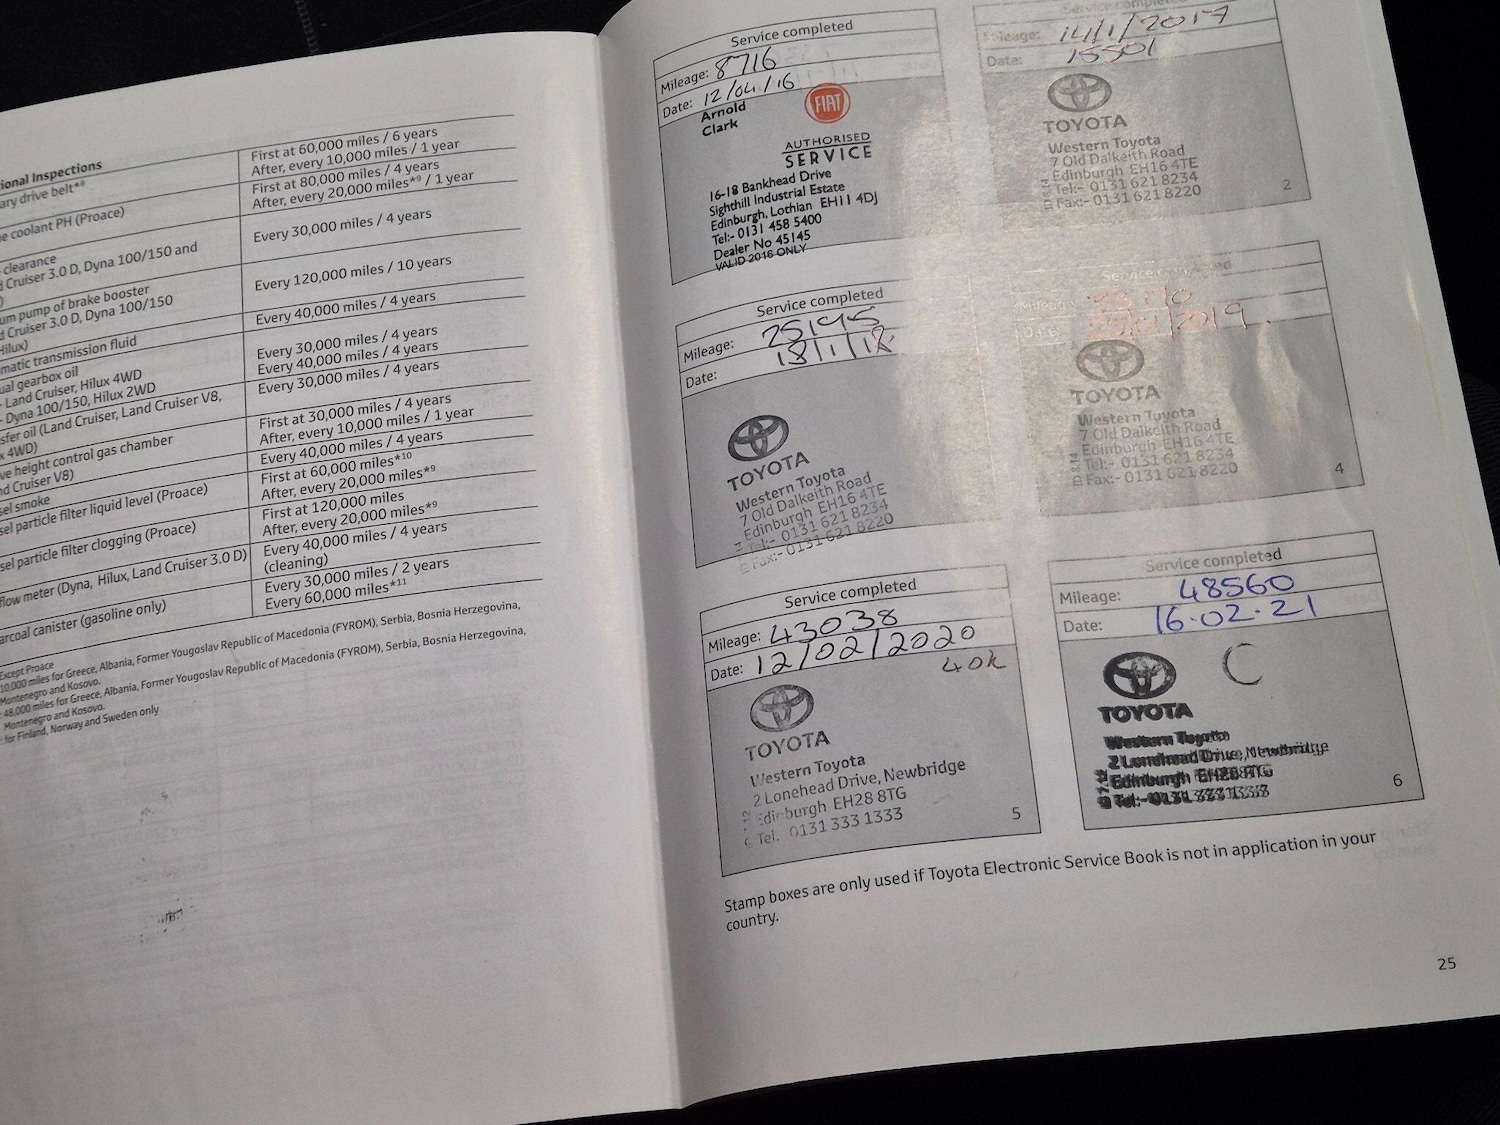 ional Inspections
ary drive belt*⁸
First at 60,000 miles / 6 years
After, every 10,000 miles / 1 year
e coolant PH (Proace)
First at 80,000 miles / 4 years
After, every 20,000 miles*⁹ / 1 year
clearance
d Cruiser 3.0 D, Dyna 100/150 and
)
Every 30,000 miles / 4 years
um pump of brake booster
d Cruiser 3.0 D, Dyna 100/150
Hilux)
Every 120,000 miles / 10 years
matic transmission fluid
Every 40,000 miles / 4 years
ual gearbox oil
- Land Cruiser, Hilux 4WD
- Dyna 100/150, Hilux 2WD
Every 30,000 miles / 4 years
Every 40,000 miles / 4 years
sfer oil (Land Cruiser, Land Cruiser V8,
x 4WD)
Every 30,000 miles / 4 years
ve height control gas chamber
nd Cruiser V8)
First at 30,000 miles / 4 years
After, every 10,000 miles / 1 year
sel smoke
Every 40,000 miles / 4 years
sel particle filter liquid level (Proace)
First at 60,000 miles*¹⁰
After, every 20,000 miles*⁹
sel particle filter clogging (Proace)
First at 120,000 miles
After, every 20,000 miles*⁹
flow meter (Dyna, Hilux, Land Cruiser 3.0 D)
Every 40,000 miles / 4 years
(cleaning)
arcoal canister (gasoline only)
Every 30,000 miles / 2 years
Every 60,000 miles*¹¹
Except Proace
10,000 miles for Greece, Albania, Former Yougoslav Republic of Macedonia (FYROM), Serbia, Bosnia Herzegovina,
Montenegro and Kosovo.
48,000 miles for Greece, Albania, Former Yougoslav Republic of Macedonia (FYROM), Serbia, Bosnia Herzegovina,
Montenegro and Kosovo.
for Finland, Norway and Sweden only
Service completed
Mileage: 8716
Date: 12/04/16
Arnold
Clark
FIAT
AUTHORISED
SERVICE
16-18 Bankhead Drive
Sighthill Industrial Estate
Edinburgh, Lothian EH11 4DJ
Tel:- 0131 458 5400
Dealer No 45145
VALID 2016 ONLY
Service completed
Mileage: 14/1/2017
Date: 15501
TOYOTA
Western Toyota
7 Old Dalkeith Road
Edinburgh EH16 4TE
Tel:- 0131 621 8234
Fax:- 0131 621 8220
2
Service completed
Mileage: 25195
Date: 18/1/18
TOYOTA
Western Toyota
7 Old Dalkeith Road
Edinburgh EH16 4TE
Tel:- 0131 621 8234
Fax:- 0131 621 8220
Service completed
Mileage:
Date: /01/2019
TOYOTA
Western Toyota
7 Old Dalkeith Road
Edinburgh EH16 4TE
Tel:- 0131 621 8234
Fax:- 0131 621 8220
4
Service completed
Mileage: 43038
Date: 12/02/2020
40k
TOYOTA
Western Toyota
2 Lonehead Drive, Newbridge
Edinburgh EH28 8TG
Tel. 0131 333 1333
5
Service completed
Mileage: 48560
Date: 16.02.21
C
TOYOTA
Western Toyota
2 Lonehead Drive, Newbridge
Edinburgh EH28 8TG
Tel:- 0131 333 1333
6
Stamp boxes are only used if Toyota Electronic Service Book is not in application in your
country.
25